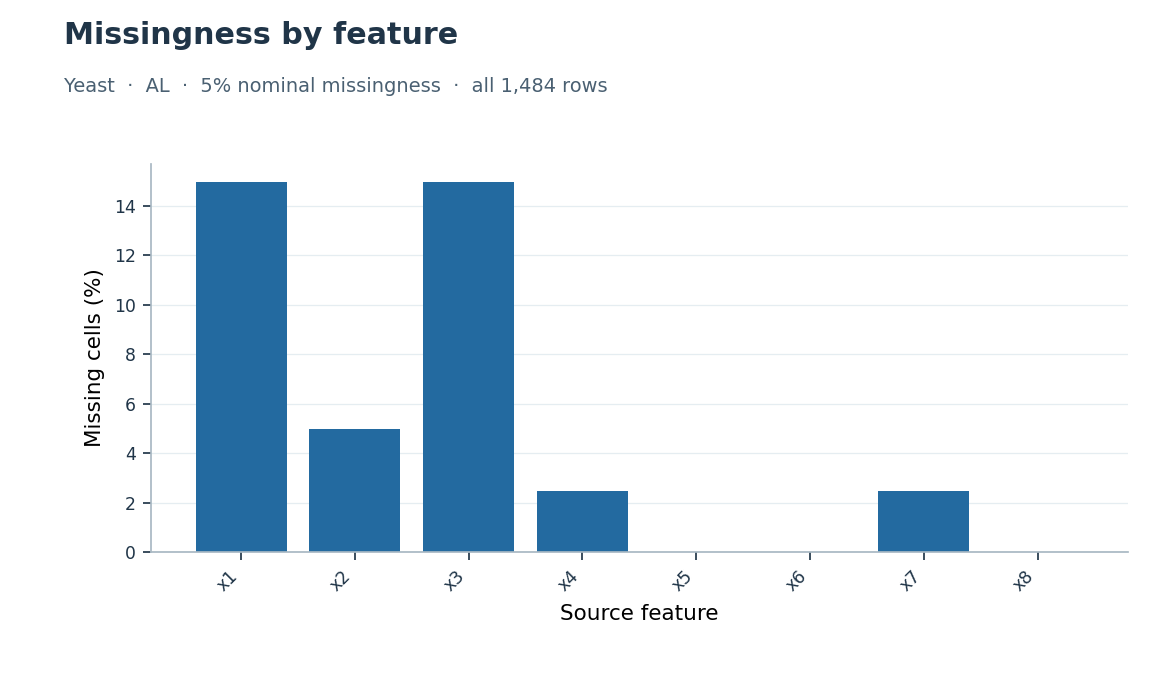 Missingness by feature
Yeast · AL · 5% nominal missingness · all 1,484 rows
14
12
10
8
6
4
2
0
Missing cells (%)
x1 x2 x3 x4 x5 x6 x7 x8
Source feature